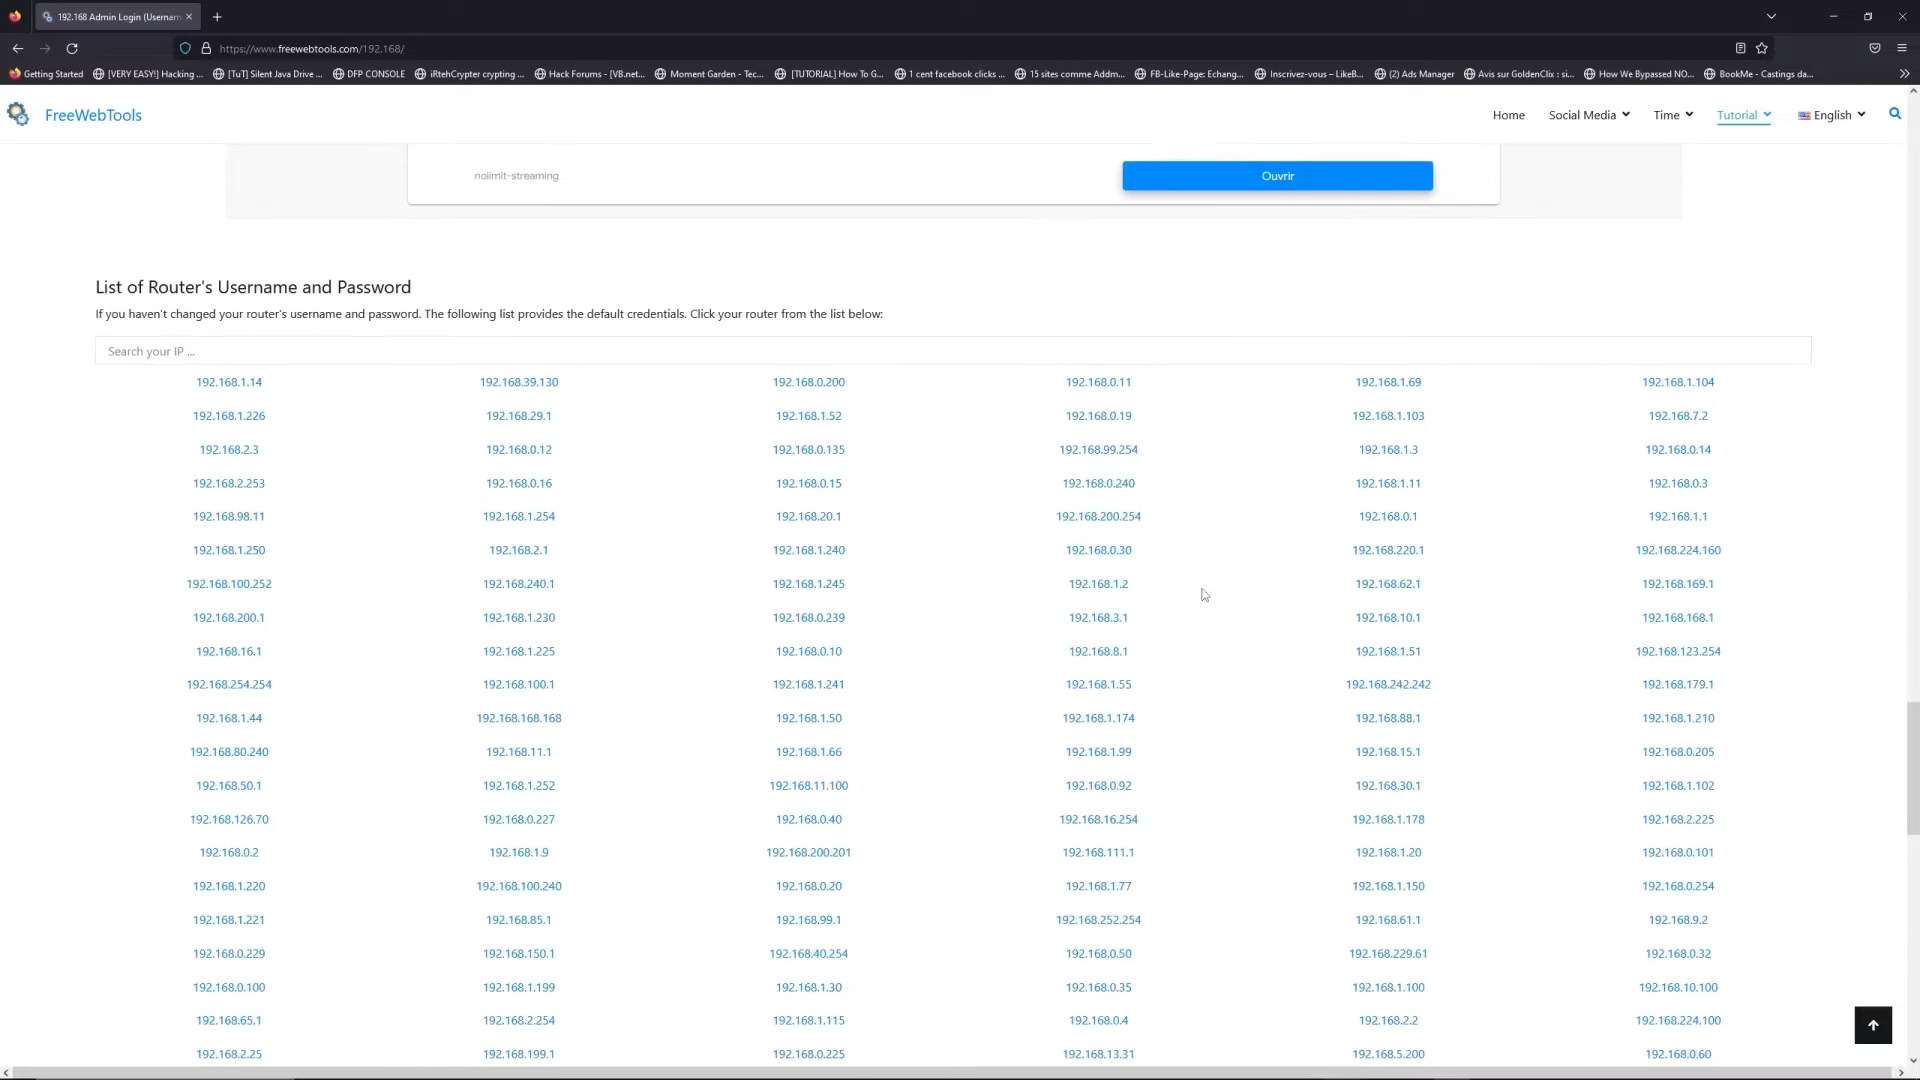 192.168 Admin Login (Usernam
https://www.freewebtools.com/192.168/
Getting Started [VERY EASY!] Hacking ... [TuT] Silent Java Drive ... DFP CONSOLE iRtehCrypter crypting ... Hack Forums - [VB.net... Moment Garden - Tec... [TUTORIAL] How To G... 1 cent facebook clicks ... 15 sites comme Addm... FB-Like-Page: Echang... Inscrivez-vous – LikeB... (2) Ads Manager Avis sur GoldenClix : si... How We Bypassed NO... BookMe - Castings da...
FreeWebTools Home Social Media Time Tutorial English
nolimit-streaming Ouvrir
List of Router's Username and Password
If you haven't changed your router's username and password. The following list provides the default credentials. Click your router from the list below:
Search your IP ...
192.168.1.14 192.168.39.130 192.168.0.200 192.168.0.11 192.168.1.69 192.168.1.104
192.168.1.226 192.168.29.1 192.168.1.52 192.168.0.19 192.168.1.103 192.168.7.2
192.168.2.3 192.168.0.12 192.168.0.135 192.168.99.254 192.168.1.3 192.168.0.14
192.168.2.253 192.168.0.16 192.168.0.15 192.168.0.240 192.168.1.11 192.168.0.3
192.168.98.11 192.168.1.254 192.168.20.1 192.168.200.254 192.168.0.1 192.168.1.1
192.168.1.250 192.168.2.1 192.168.1.240 192.168.0.30 192.168.220.1 192.168.224.160
192.168.100.252 192.168.240.1 192.168.1.245 192.168.1.2 192.168.62.1 192.168.169.1
192.168.200.1 192.168.1.230 192.168.0.239 192.168.3.1 192.168.10.1 192.168.168.1
192.168.16.1 192.168.1.225 192.168.0.10 192.168.8.1 192.168.1.51 192.168.123.254
192.168.254.254 192.168.100.1 192.168.1.241 192.168.1.55 192.168.242.242 192.168.179.1
192.168.1.44 192.168.168.168 192.168.1.50 192.168.1.174 192.168.88.1 192.168.1.210
192.168.80.240 192.168.11.1 192.168.1.66 192.168.1.99 192.168.15.1 192.168.0.205
192.168.50.1 192.168.1.252 192.168.11.100 192.168.0.92 192.168.30.1 192.168.1.102
192.168.126.70 192.168.0.227 192.168.0.40 192.168.16.254 192.168.1.178 192.168.2.225
192.168.0.2 192.168.1.9 192.168.200.201 192.168.111.1 192.168.1.20 192.168.0.101
192.168.1.220 192.168.100.240 192.168.0.20 192.168.1.77 192.168.1.150 192.168.0.254
192.168.1.221 192.168.85.1 192.168.99.1 192.168.252.254 192.168.61.1 192.168.9.2
192.168.0.229 192.168.150.1 192.168.40.254 192.168.0.50 192.168.229.61 192.168.0.32
192.168.0.100 192.168.1.199 192.168.1.30 192.168.0.35 192.168.1.100 192.168.10.100
192.168.65.1 192.168.2.254 192.168.1.115 192.168.0.4 192.168.2.2 192.168.224.100
192.168.2.25 192.168.199.1 192.168.0.225 192.168.13.31 192.168.5.200 192.168.0.60